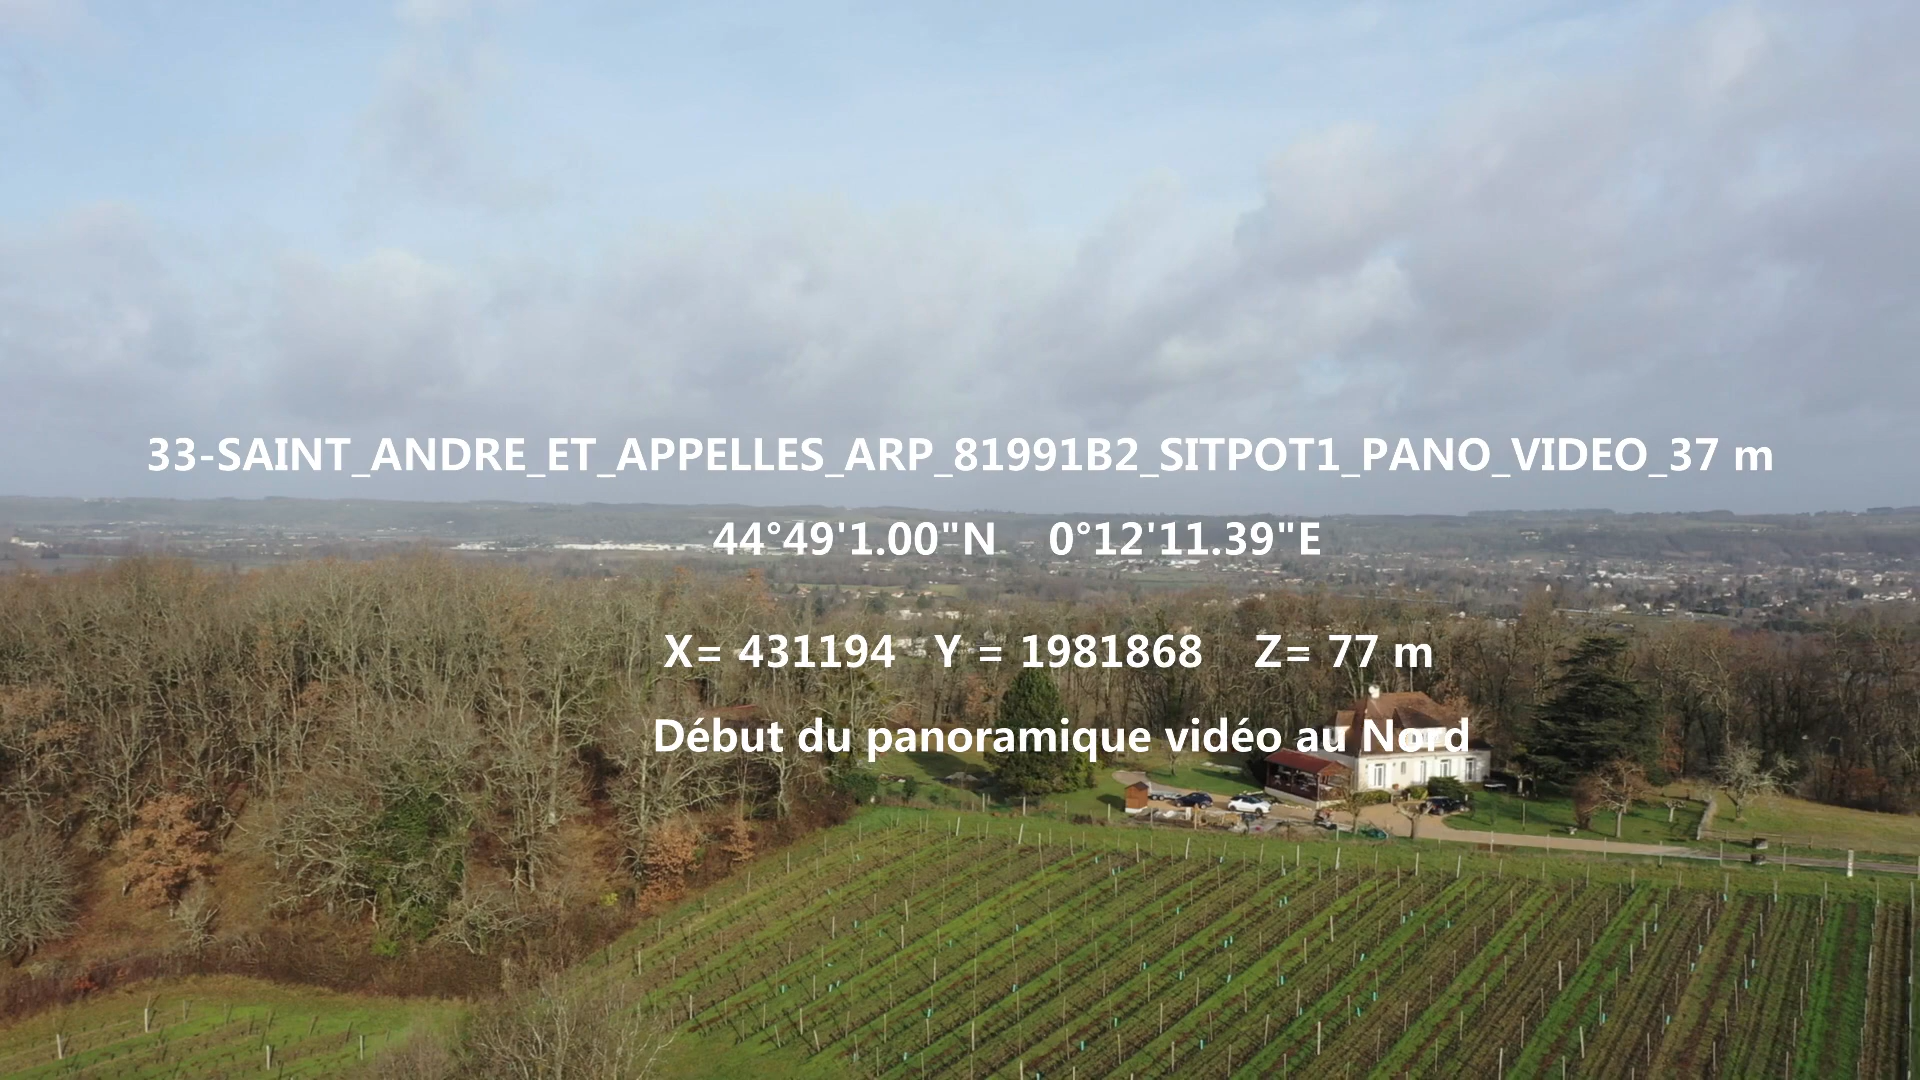 33-SAINT_ANDRE_ET_APPELLES_ARP_81991B2_SITPOT1_PANO_VIDEO_37 m
44°49'1.00"N 0°12'11.39"E
X= 431194 Y = 1981868 Z= 77 m
Début du panoramique vidéo au Nord